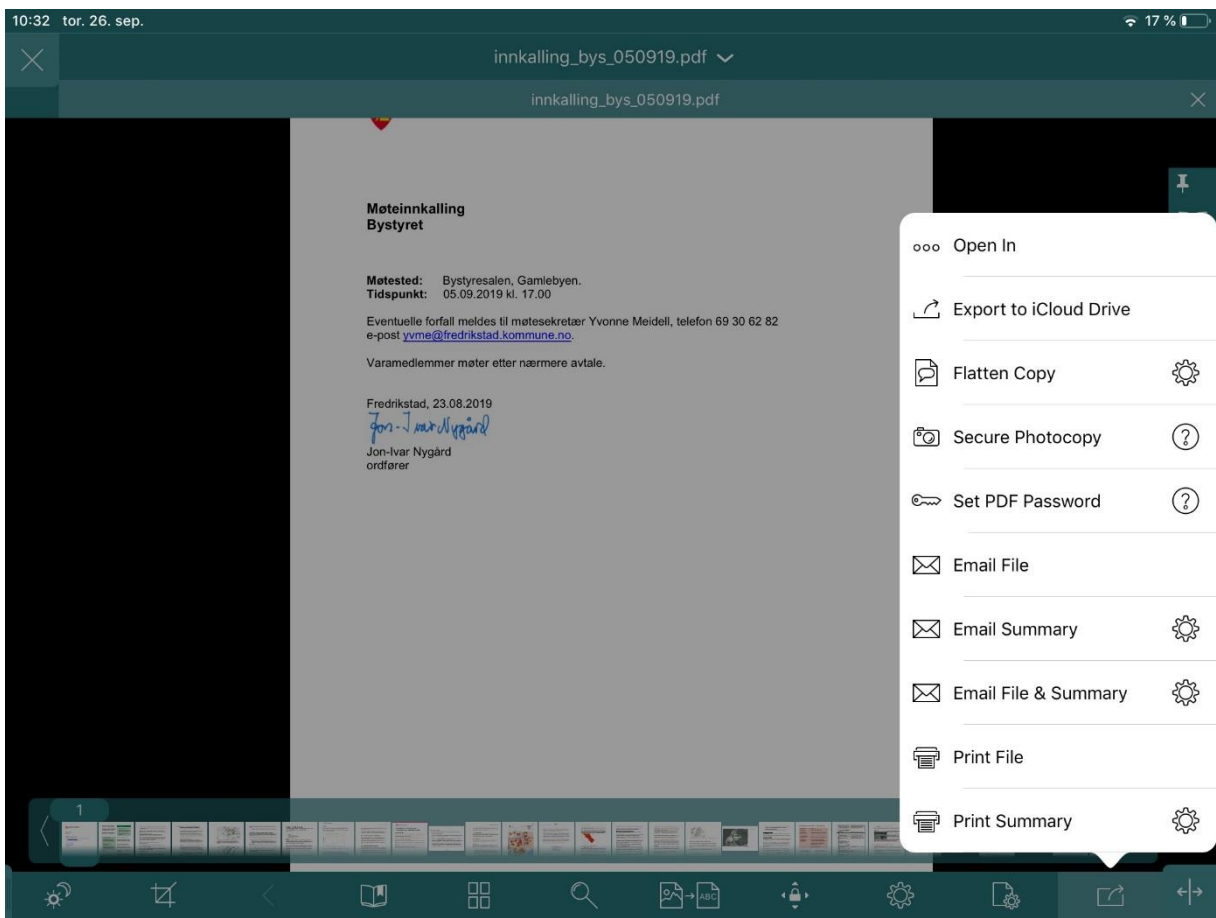 10:32 tor. 26. sep.
17 %
innkalling_bys_050919.pdf
innkalling_bys_050919.pdf
Møteinnkalling
Bystyret
Møtested: Bystyresalen, Gamlebyen.
Tidspunkt: 05.09.2019 kl. 17.00
Eventuelle forfall meldes til møtesekretær Yvonne Meidell, telefon 69 30 62 82
e-post yvme@fredrikstad.kommune.no.
Varamedlemmer møter etter nærmere avtale.
Fredrikstad, 23.08.2019
Jon-Ivar Nygård
Jon-Ivar Nygård
ordfører
Open In
Export to iCloud Drive
Flatten Copy
Secure Photocopy
?
Set PDF Password
?
Email File
Email Summary
Email File & Summary
Print File
Print Summary
1
ABC